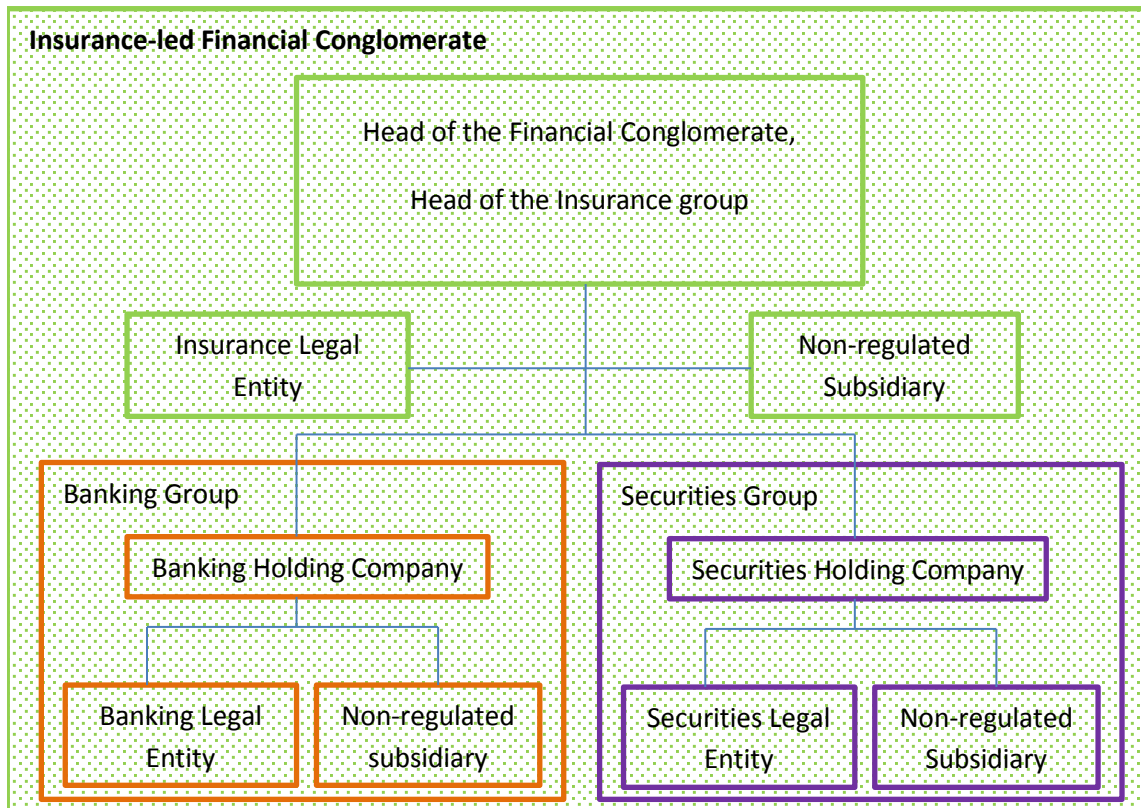 Insurance-led Financial Conglomerate
Head of the Financial Conglomerate,
Head of the Insurance group
Insurance Legal
Entity
Non-regulated
Subsidiary
Banking Group
Banking Holding Company
Banking Legal
Entity
Non-regulated
subsidiary
Securities Group
Securities Holding Company
Securities Legal
Entity
Non-regulated
Subsidiary